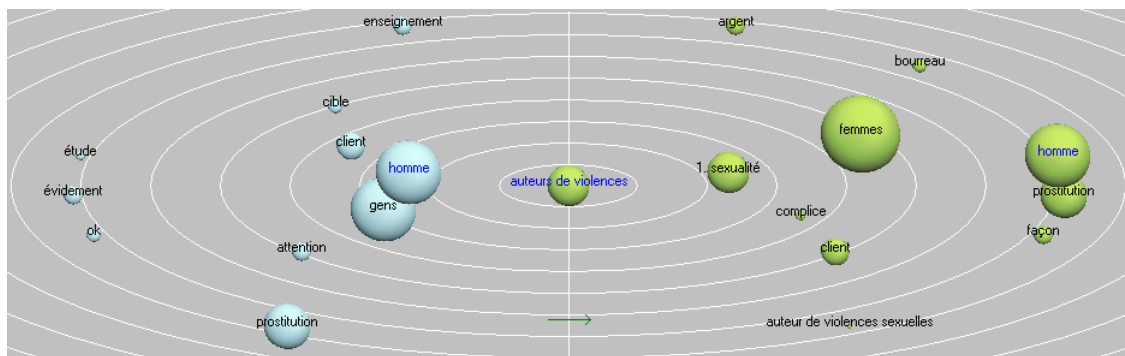 enseignement
argent
bourreau
cible
femmes
client
étude
homme
homme
1. sexualité
auteurs de violences
évidement
prostitution
gens
complice
ok
façon
attention
client
prostitution
auteur de violences sexuelles